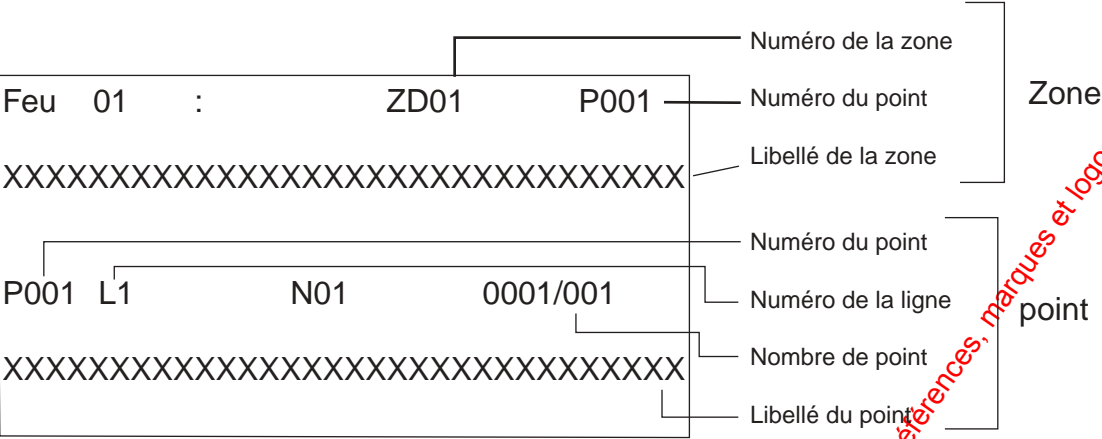 Numéro de la zone
Feu 01 : ZD01 P001
Numéro du point
Zone
Libellé de la zone
XXXXXXXXXXXXXXXXXXXXXXXXXXXXXXXX
Numéro du point
P001 L1 N01 0001/001
Numéro de la ligne
point
Nombre de point
XXXXXXXXXXXXXXXXXXXXXXXXXXXXXXXX
Libellé du point
références, marques et logo